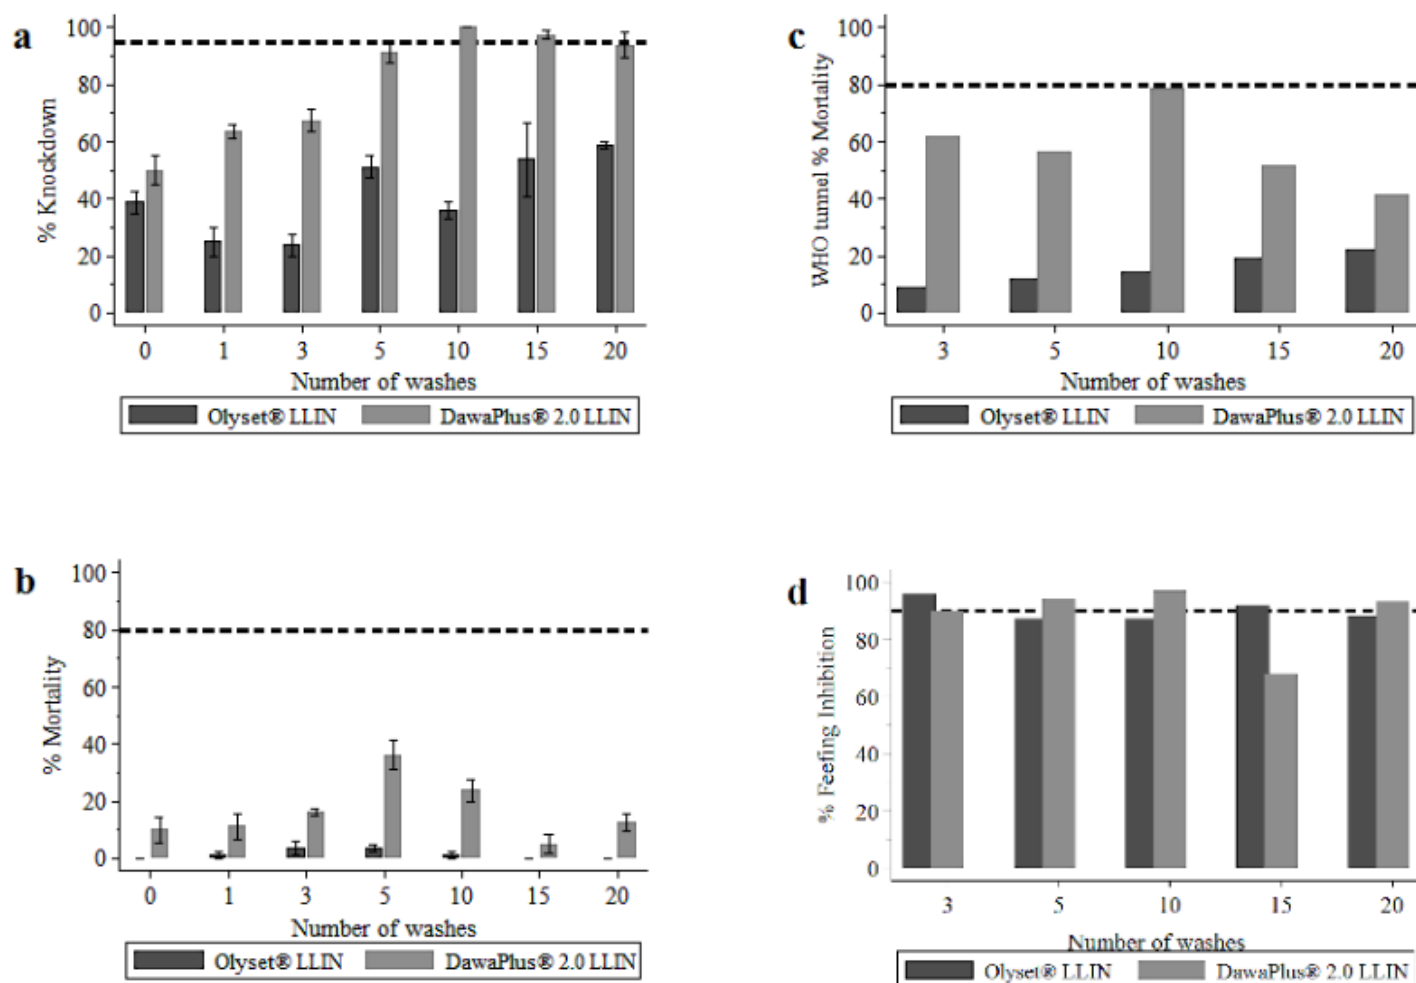 a
% Knockdown
100
80
60
40
20
0
0 1 3 5 10 15 20
Number of washes
Olyset® LLIN DawaPlus® 2.0 LLIN
c
WHO tunnel % Mortality
100
80
60
40
20
0
3 5 10 15 20
Number of washes
Olyset® LLIN DawaPlus® 2.0 LLIN
b
% Mortality
100
80
60
40
20
0
0 1 3 5 10 15 20
Number of washes
Olyset® LLIN DawaPlus® 2.0 LLIN
d
% Feefing Inhibition
100
80
60
40
20
0
3 5 10 15 20
Number of washes
Olyset® LLIN DawaPlus® 2.0 LLIN